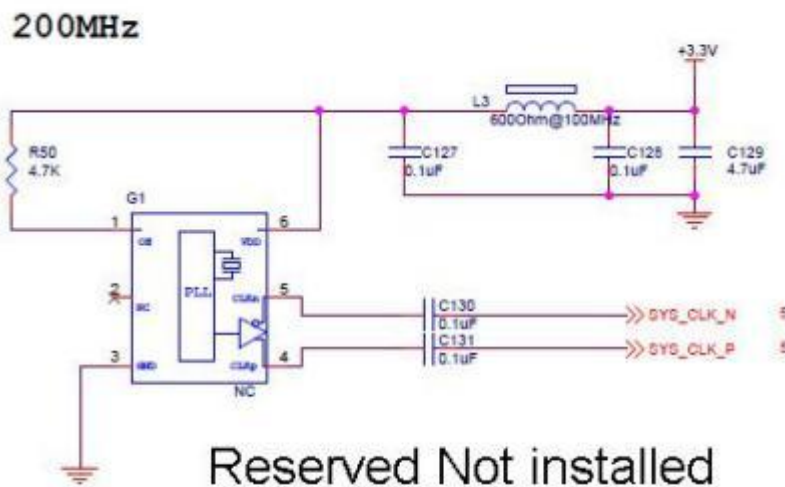 200MHz
+3.3V
L3
600Ohm@100MHz
R50
4.7K
C127
0.1uF
C128
0.1uF
C129
4.7uF
G1
1
OE
VDD
6
2
NC
PLL
CLKn
5
C130
0.1uF
SYS_CLK_N
3
GND
CLKp
4
C131
0.1uF
SYS_CLK_P
NC
Reserved Not installed